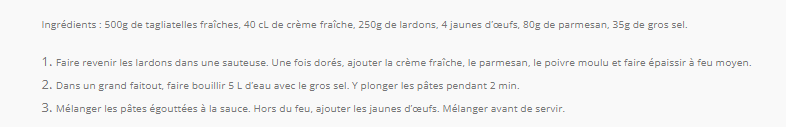 Ingrédients : 500g de tagliatelles fraîches, 40 cL de crème fraîche, 250g de lardons, 4 jaunes d'œufs, 80g de parmesan, 35g de gros sel.
1. Faire revenir les lardons dans une sauteuse. Une fois dorés, ajouter la crème fraîche, le parmesan, le poivre moulu et faire épaissir à feu moyen.
2. Dans un grand faitout, faire bouillir 5 L d'eau avec le gros sel. Y plonger les pâtes pendant 2 min.
3. Mélanger les pâtes égouttées à la sauce. Hors du feu, ajouter les jaunes d'œufs. Mélanger avant de servir.